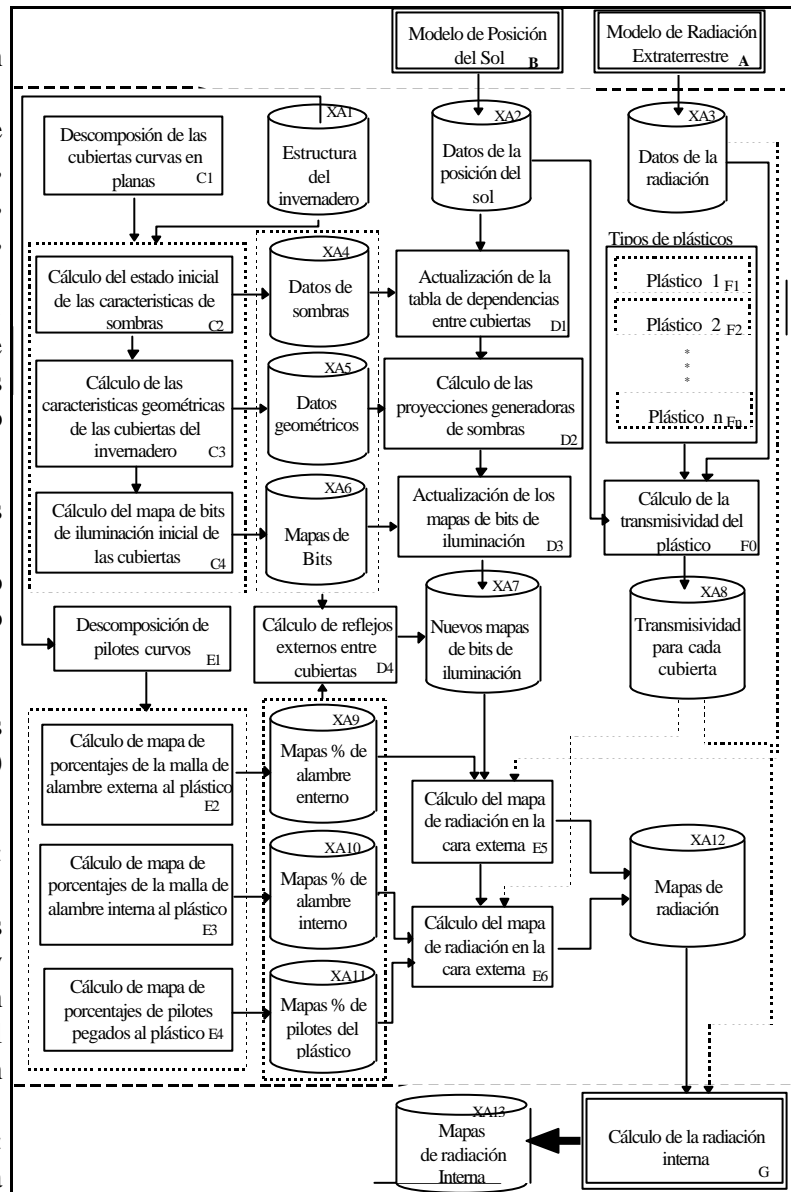 Modelo de Posición
del Sol B
Modelo de Radiación
Extraterrestre A
Descomposión de las
cubiertas curvas en
planas C1
XA1
Estructura
del
invernadero
XA2
Datos de la
posición del
sol
XA3
Datos de la
radiación
Tipos de plásticos
Plástico 1 F1
Plástico 2 F2
*
*
*
Plástico n Fn
Cálculo del estado inicial
de las caracteristicas de
sombras C2
XA4
Datos de
sombras
Actualización de la
tabla de dependencias
entre cubiertas D1
Cálculo de las
caracteristicas geométricas
de las cubiertas del
invernadero C3
XA5
Datos
geométricos
Cálculo de las
proyecciones generadoras
de sombras D2
Cálculo del mapa de bits
de iluminación inicial de
las cubiertas C4
XA6
Mapas de
Bits
Actualización de los
mapas de bits de
iluminación D3
Cálculo de la
transmisividad del
plástico F0
Descomposición de
pilotes curvos E1
Cálculo de reflejos
externos entre
cubiertas D4
XA7
Nuevos mapas
de bits de
iluminación
XA8
Transmisividad
para cada
cubierta
Cálculo de mapa de
porcentajes de la malla de
alambre externa al plástico
E2
XA9
Mapas % de
alambre
enterno
Cálculo del mapa
de radiación en la
cara externa E5
Cálculo de mapa de
porcentajes de la malla de
alambre interna al plástico
E3
XA10
Mapas % de
alambre
interno
Cálculo del mapa
de radiación en la
cara externa E6
XA12
Mapas de
radiación
Cálculo de mapa de
porcentajes de pilotes
pegados al plástico E4
XA11
Mapas % de
pilotes del
plástico
XA13
Mapas
de radiación
Interna
Cálculo de la radiación
interna
G